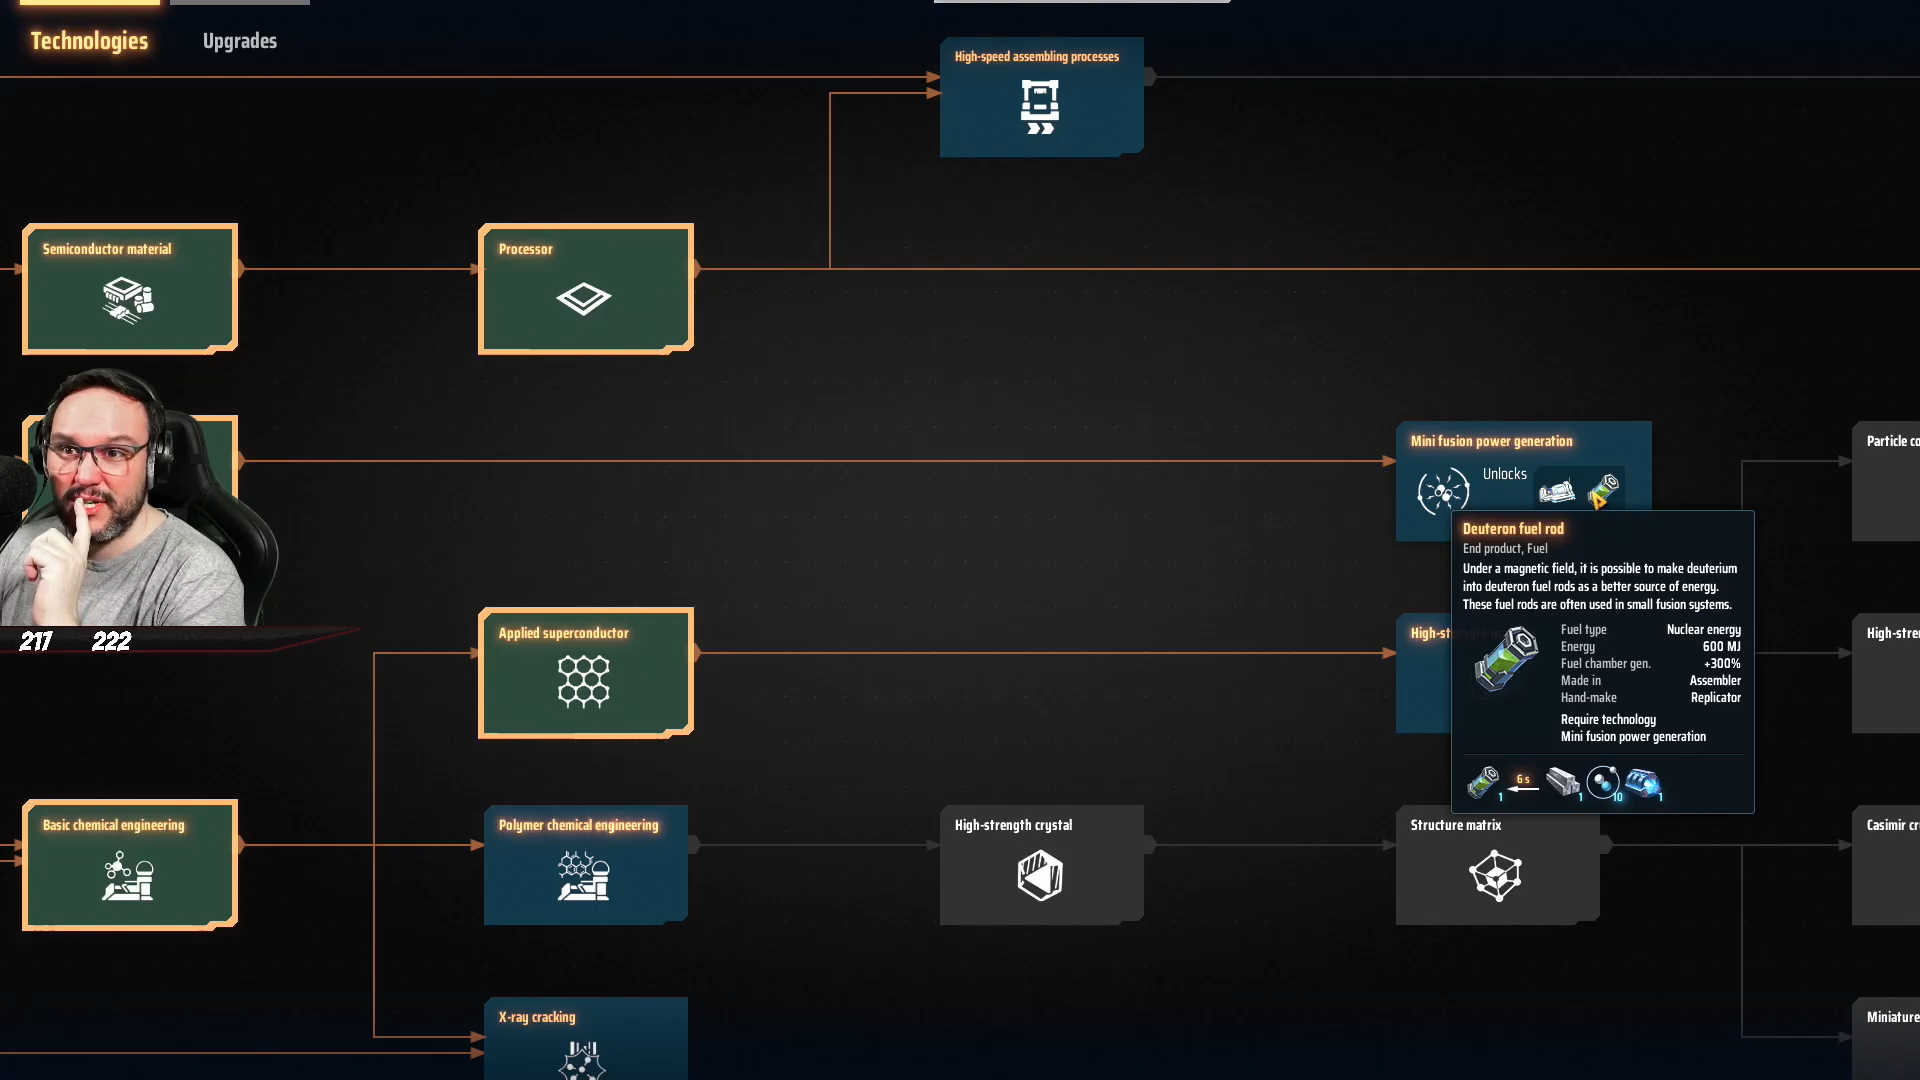 Technologies
Upgrades
High-speed assembling processes
Semiconductor material
Processor
Mini fusion power generation
Unlocks
Particle co
Deuteron fuel rod
End product, Fuel
Under a magnetic field, it is possible to make deuterium
into deuteron fuel rods as a better source of energy.
These fuel rods are often used in small fusion systems.
Fuel type Nuclear energy
Energy 600 MJ
Fuel chamber gen. +300%
Made in Assembler
Hand-make Replicator
Require technology
Mini fusion power generation
1 6 s 1 10 1
Applied superconductor
High-st
High-stren
217 222
Basic chemical engineering
Polymer chemical engineering
High-strength crystal
Structure matrix
Casimir cr
X-ray cracking
Miniature